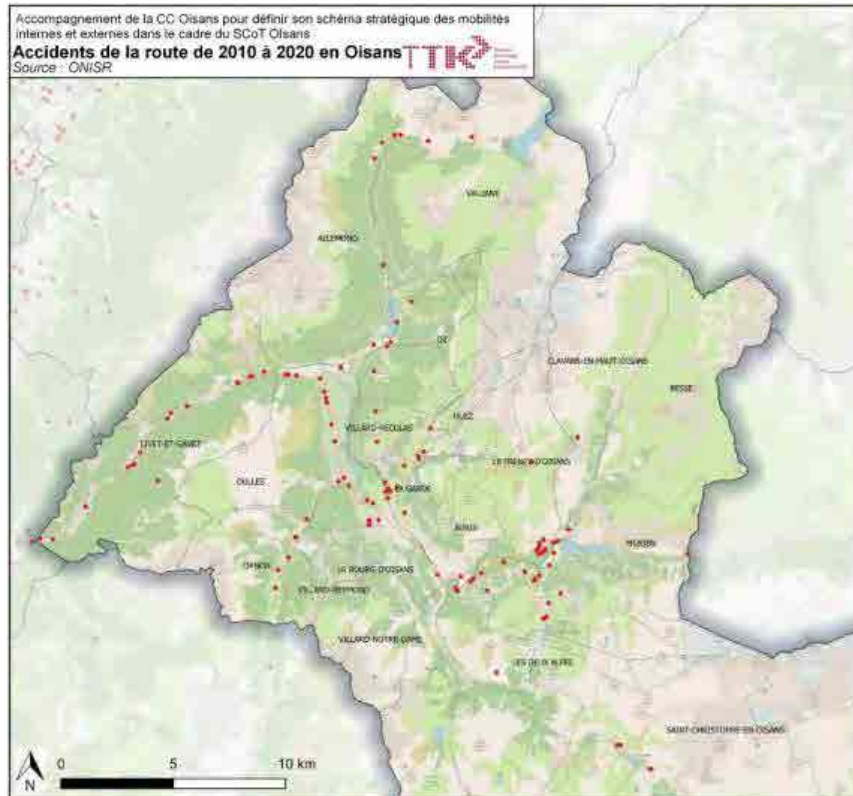 Accompagnement de la CC Oisans pour définir son schéma stratégique des mobilités
internes et externes dans le cadre du SCoT Oisans
Accidents de la route de 2010 à 2020 en Oisans TTK
Source : ONISR
VAUJANY
ALLEMOND
OZ
CLAVANS-EN-HAUT-OISANS
BESSE
HUEZ
VILLARD-RECULAS
LIVET-ET-GAVET
LE FRENEY-D'OISANS
OULLES
LA GARDE
AURIS
MIZOEN
ORNON
LE BOURG-D'OISANS
VILLARD-REYMOND
VILLARD-NOTRE-DAME
LES DEUX ALPES
SAINT-CHRISTOPHE-EN-OISANS
N
0 5 10 km